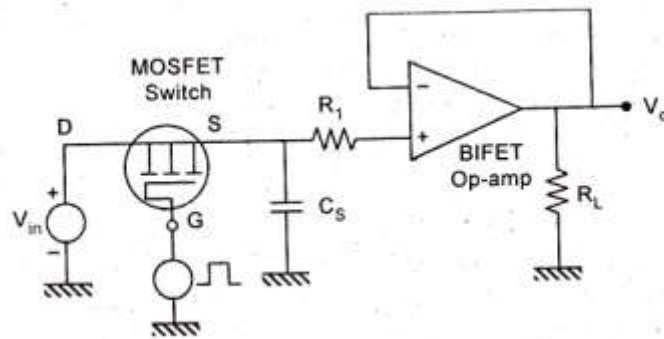 MOSFET
Switch
D
S
R1
−
+
Vo
BIFET
Op-amp
+
Vin
−
G
CS
RL